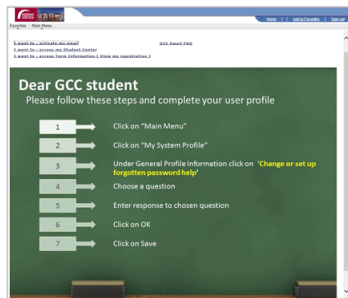 Home | Add to Favorites | Sign out
Favorites Main Menu
I want to : activate my email GCC Email FAQ
I want to : access my Student Center
I want to : access Term Information ( View my registration )
Dear GCC student
Please follow these steps and complete your user profile
1 Click on "Main Menu"
2 Click on "My System Profile"
3 Under General Profile Information click on 'Change or set up
forgotten password help'
4 Choose a question
5 Enter response to chosen question
6 Click on OK
7 Click on Save